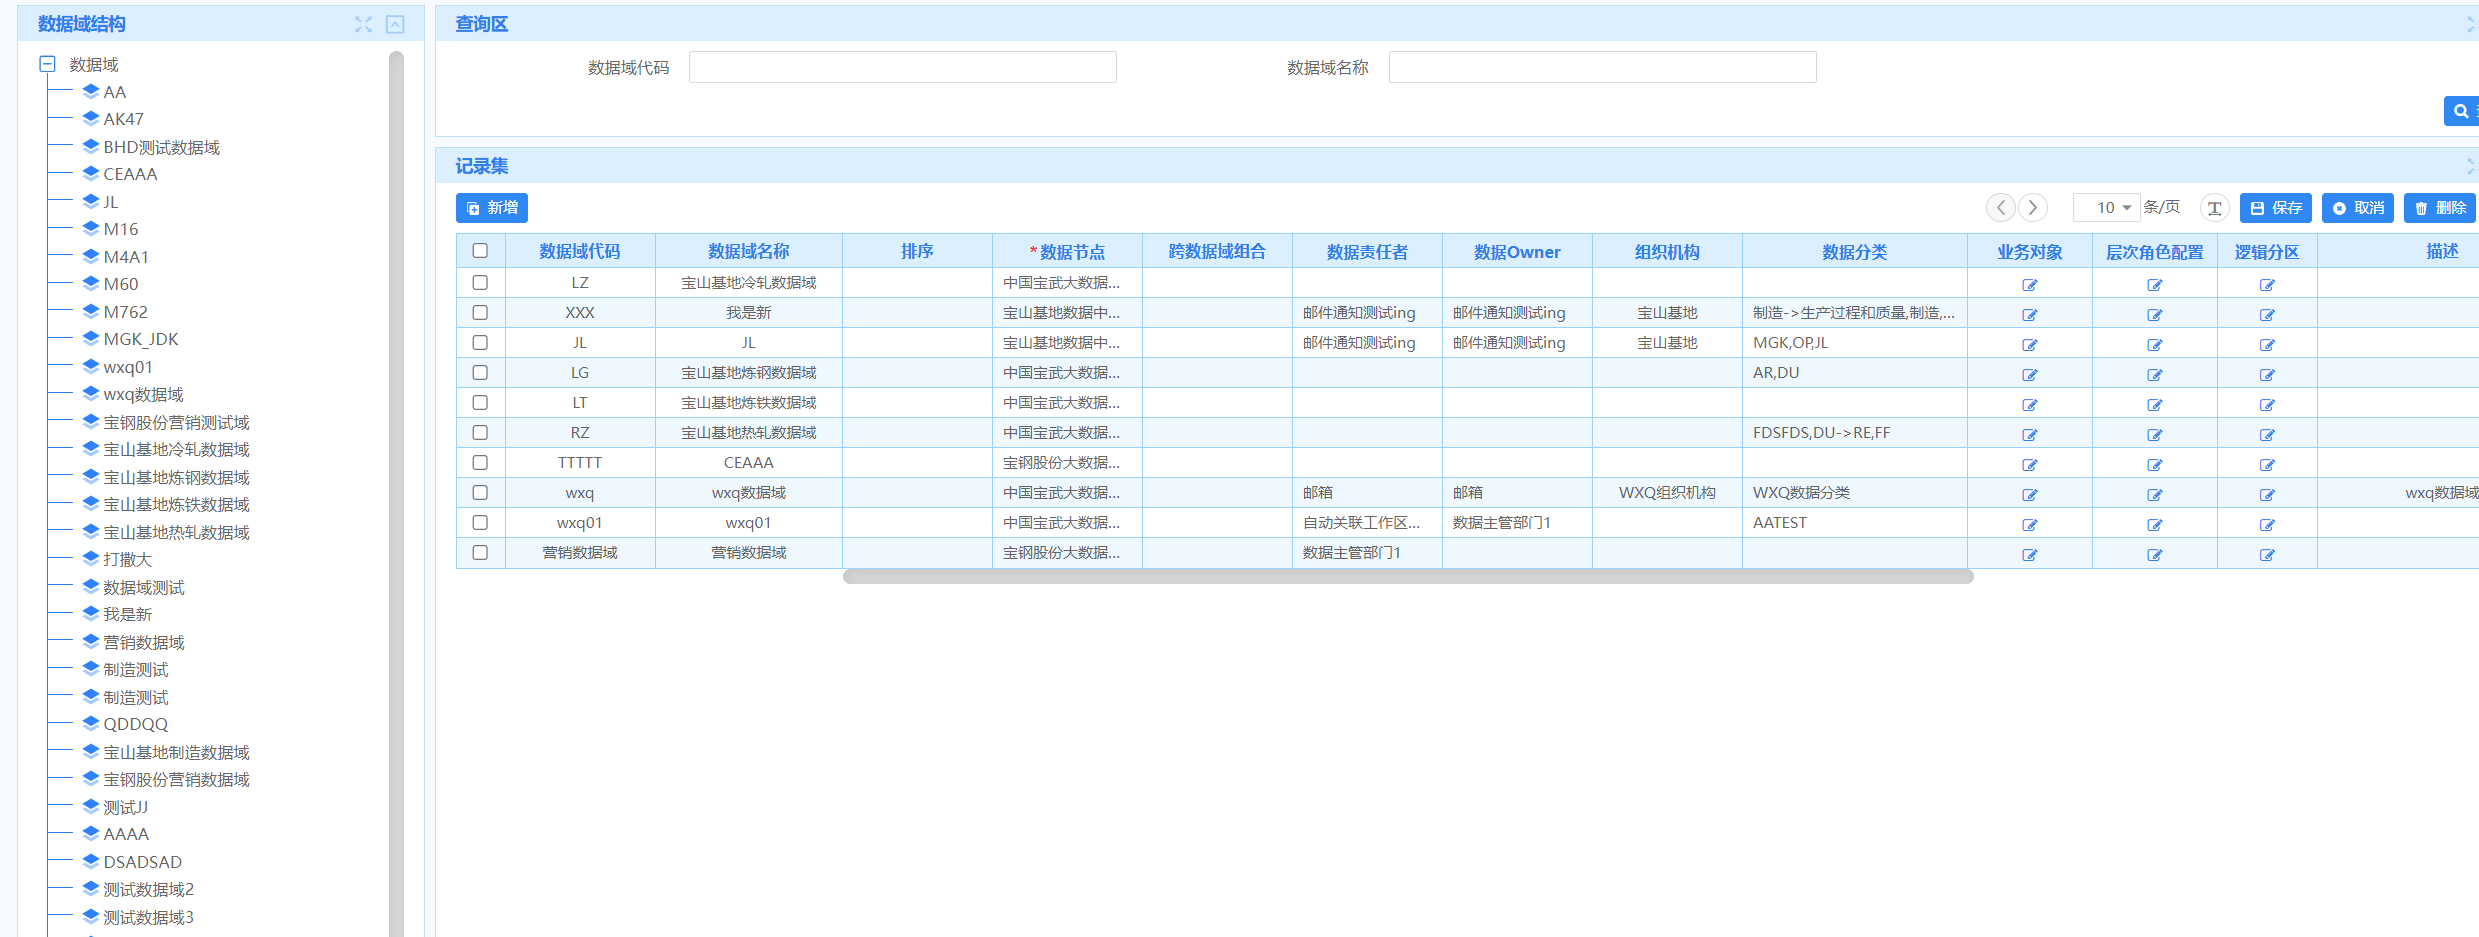 数据域结构
数据域
AA
AK47
BHD测试数据域
CEAAA
JL
M16
M4A1
M60
M762
MGK_JDK
wxq01
wxq数据域
宝钢股份营销测试域
宝山基地冷轧数据域
宝山基地炼钢数据域
宝山基地炼铁数据域
宝山基地热轧数据域
打撒大
数据域测试
我是新
营销数据域
制造测试
制造测试
QDDQQ
宝山基地制造数据域
宝钢股份营销数据域
测试JJ
AAAA
DSADSAD
测试数据域2
测试数据域3
查询区
数据域代码 数据域名称
记录集
新增 10 条/页 保存 取消 删除
数据域代码 数据域名称 排序 *数据节点 跨数据域组合 数据责任者 数据Owner 组织机构 数据分类 业务对象 层次角色配置 逻辑分区 描述
LZ 宝山基地冷轧数据域 中国宝武大数据...
XXX 我是新 宝山基地数据中... 邮件通知测试ing 邮件通知测试ing 宝山基地 制造->生产过程和质量,制造,...
JL JL 宝山基地数据中... 邮件通知测试ing 邮件通知测试ing 宝山基地 MGK,OP,JL
LG 宝山基地炼钢数据域 中国宝武大数据... AR,DU
LT 宝山基地炼铁数据域 中国宝武大数据...
RZ 宝山基地热轧数据域 中国宝武大数据... FDSFDS,DU->RE,FF
TTTTT CEAAA 宝钢股份大数据...
wxq wxq数据域 中国宝武大数据... 邮箱 邮箱 WXQ组织机构 WXQ数据分类 wxq数据域
wxq01 wxq01 中国宝武大数据... 自动关联工作区... 数据主管部门1 AATEST
营销数据域 营销数据域 宝钢股份大数据... 数据主管部门1